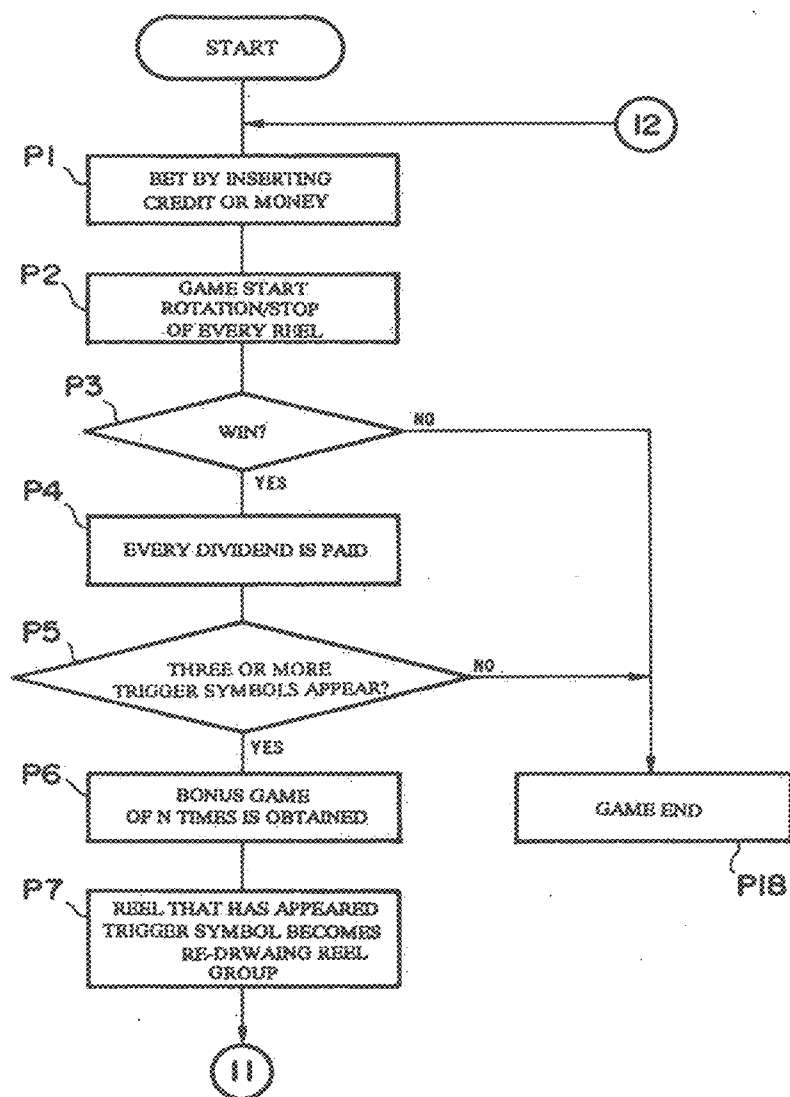 START
12
P1
BET BY INSERTING
CREDIT OR MONEY
P2
GAME START
ROTATION/STOP
OF EVERY REEL
P3
WIN?
NO
YES
P4
EVERY DIVIDEND IS PAID
P5
THREE OR MORE
TRIGGER SYMBOLS APPEAR?
NO
YES
P6
BONUS GAME
OF N TIMES IS OBTAINED
GAME END
P18
P7
REEL THAT HAS APPEARED
TRIGGER SYMBOL BECOMES
RE-DRWAING REEL
GROUP
11